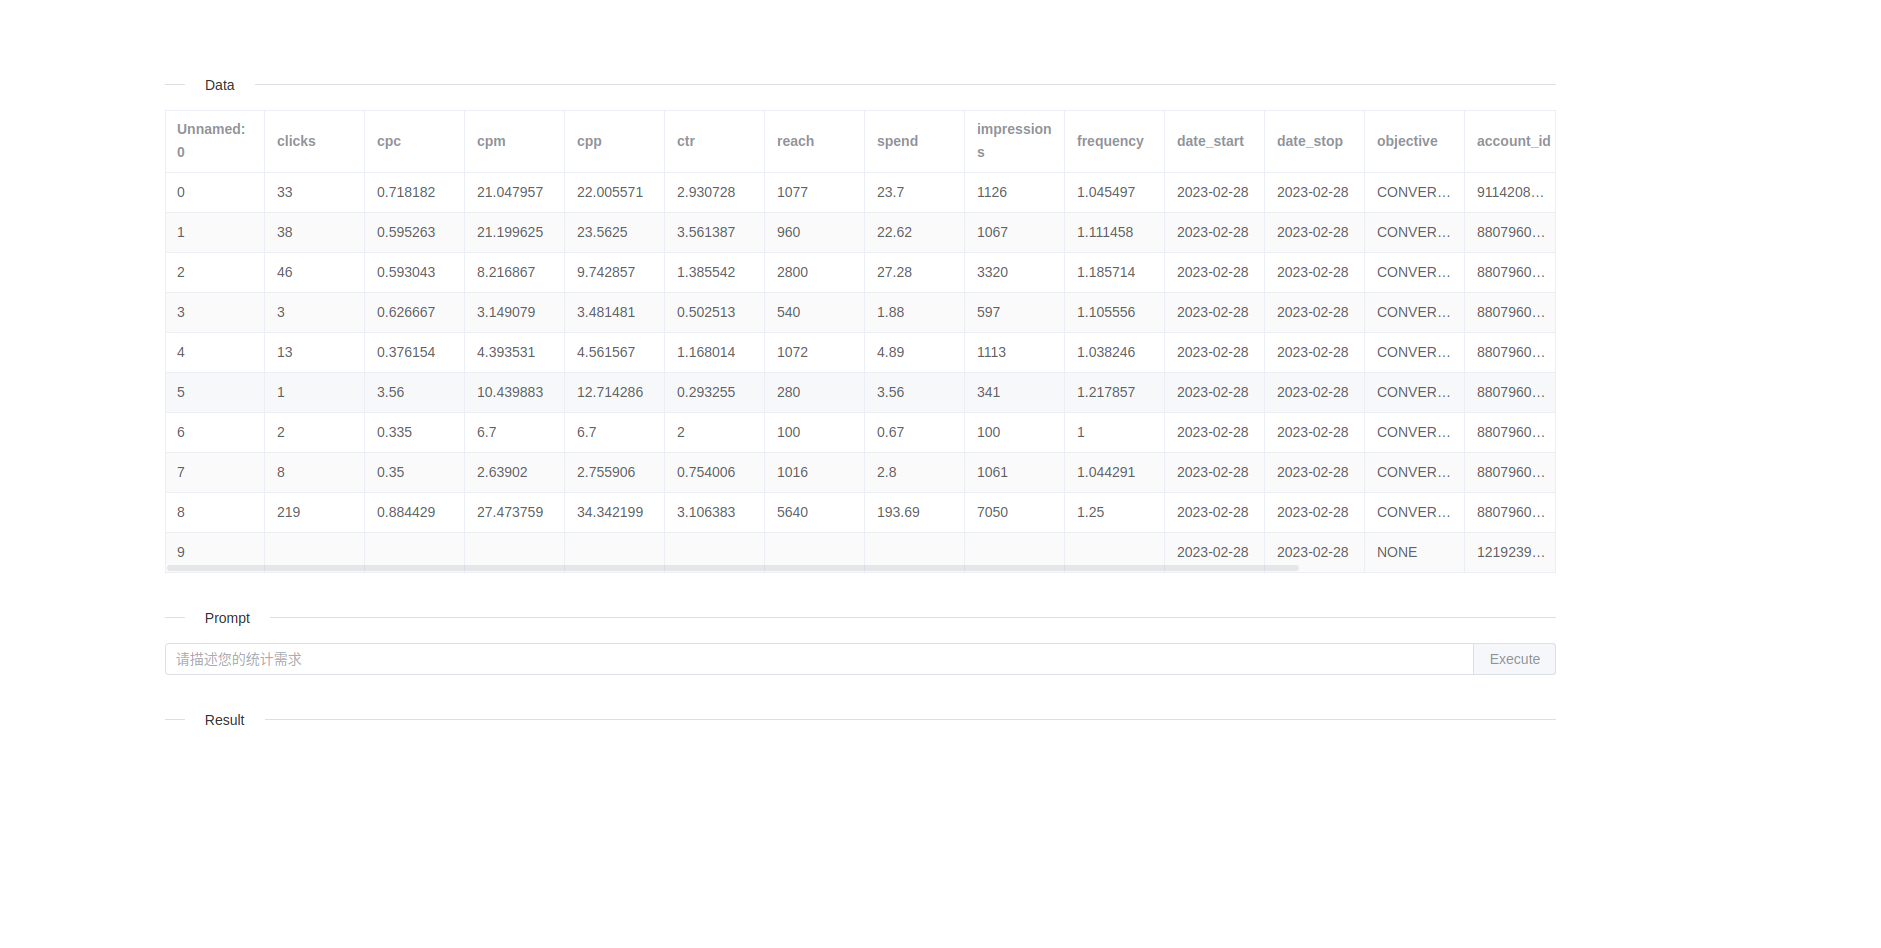 Data
Unnamed: 0 clicks cpc cpm cpp ctr reach spend impressions frequency date_start date_stop objective account_id
0 33 0.718182 21.047957 22.005571 2.930728 1077 23.7 1126 1.045497 2023-02-28 2023-02-28 CONVER… 9114208…
1 38 0.595263 21.199625 23.5625 3.561387 960 22.62 1067 1.111458 2023-02-28 2023-02-28 CONVER… 8807960…
2 46 0.593043 8.216867 9.742857 1.385542 2800 27.28 3320 1.185714 2023-02-28 2023-02-28 CONVER… 8807960…
3 3 0.626667 3.149079 3.481481 0.502513 540 1.88 597 1.105556 2023-02-28 2023-02-28 CONVER… 8807960…
4 13 0.376154 4.393531 4.561567 1.168014 1072 4.89 1113 1.038246 2023-02-28 2023-02-28 CONVER… 8807960…
5 1 3.56 10.439883 12.714286 0.293255 280 3.56 341 1.217857 2023-02-28 2023-02-28 CONVER… 8807960…
6 2 0.335 6.7 6.7 2 100 0.67 100 1 2023-02-28 2023-02-28 CONVER… 8807960…
7 8 0.35 2.63902 2.755906 0.754006 1016 2.8 1061 1.044291 2023-02-28 2023-02-28 CONVER… 8807960…
8 219 0.884429 27.473759 34.342199 3.106383 5640 193.69 7050 1.25 2023-02-28 2023-02-28 CONVER… 8807960…
9 2023-02-28 2023-02-28 NONE 1219239…
Prompt
请描述您的统计需求 Execute
Result